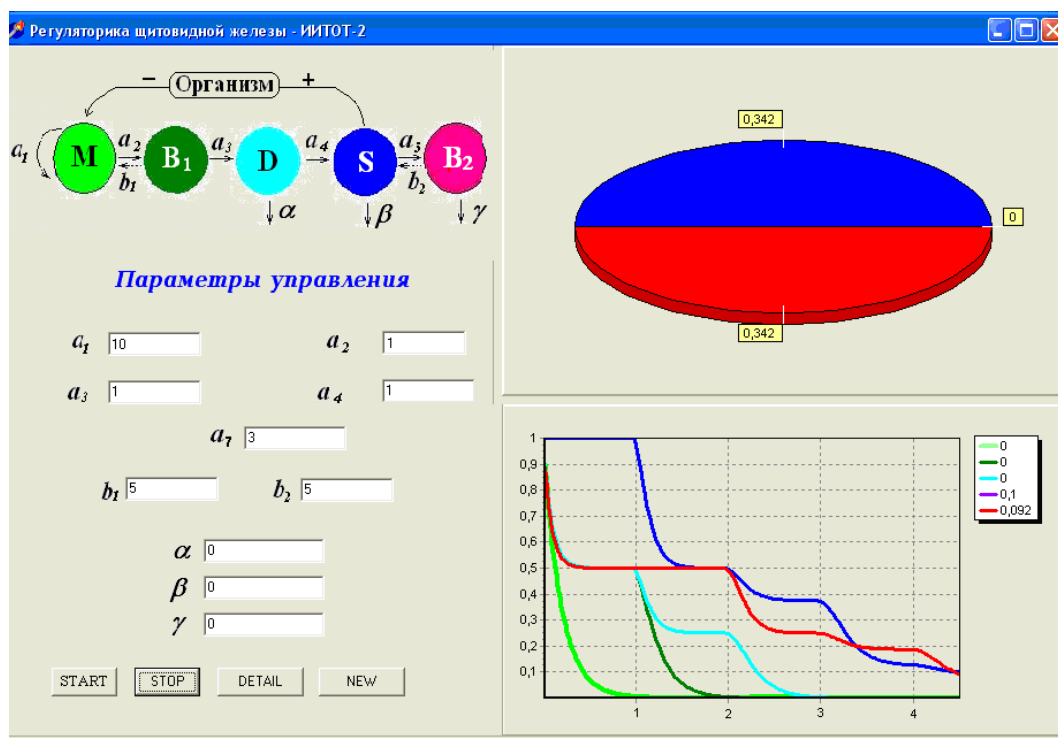 Регуляторика щитовидной железы - ИИТОТ-2
− Организм +
a₁ M a₂ b₁ B₁ a₃ D a₄ S a₃ b₂ B₂
α β γ
Параметры управления
a₁ 10 a₂ 1
a₃ 1 a₄ 1
a₇ 3
b₁ 5 b₂ 5
α 0
β 0
γ 0
START STOP DETAIL NEW
0,342
0
0,342
1
0,9
0,8
0,7
0,6
0,5
0,4
0,3
0,2
0,1
1 2 3 4
0
0
0
0,1
0,092